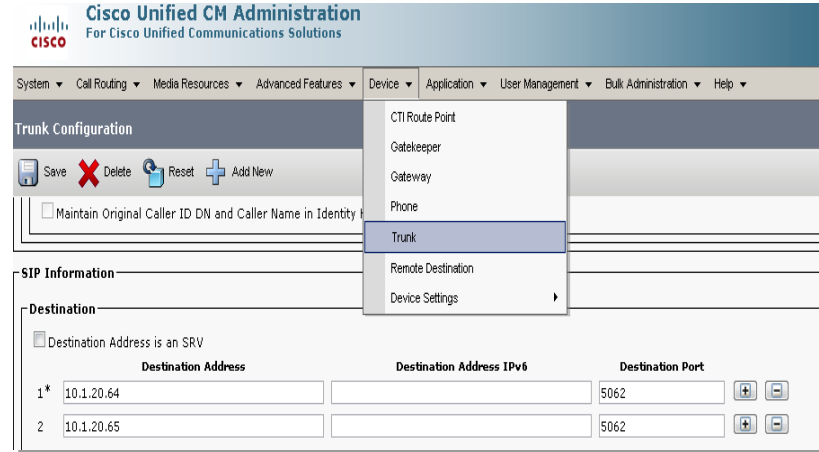 Cisco Unified CM Administration
CISCO
For Cisco Unified Communications Solutions
System Call Routing Media Resources Advanced Features Device Application User Management Bulk Administration Help
CTI Route Point
Trunk Configuration
Gatekeeper
Save Delete Reset Add New
Gateway
Phone
Maintain Original Caller ID DN and Caller Name in Identity
Trunk
Remote Destination
SIP Information
Device Settings
Destination
Destination Address is an SRV
Destination Address Destination Address IPv6 Destination Port
1* 10.1.20.64 5062
2 10.1.20.65 5062